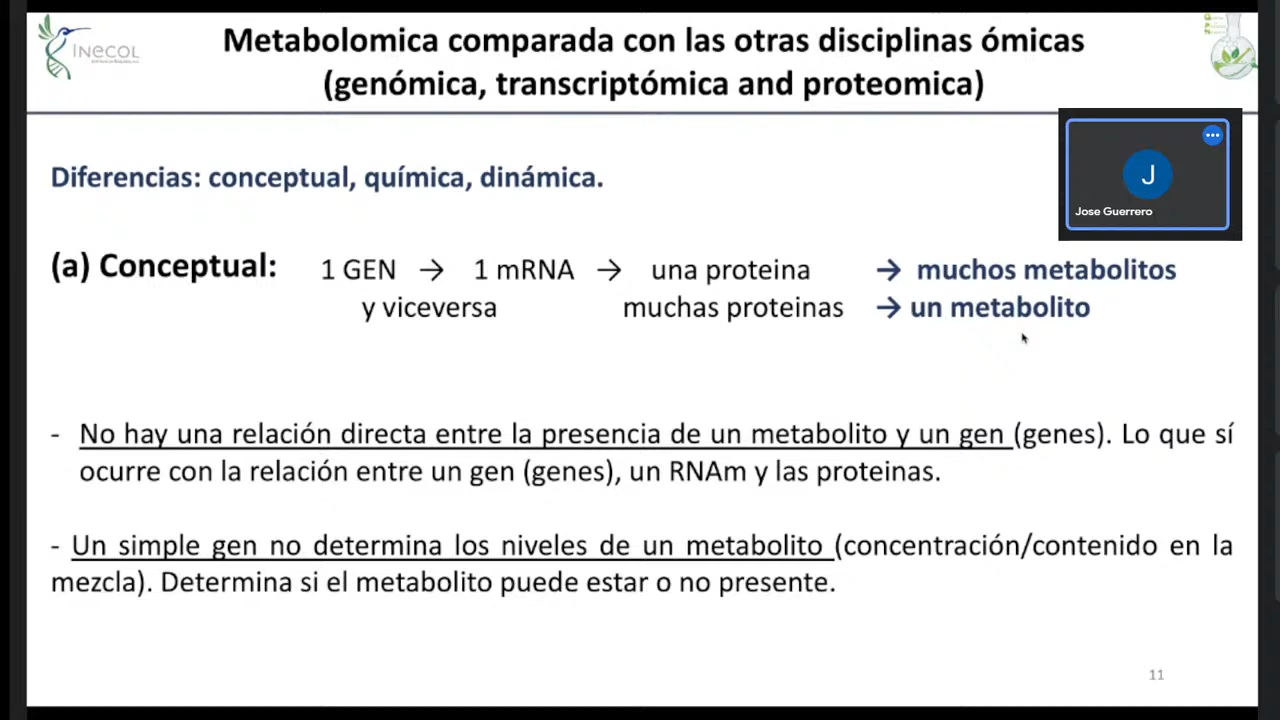 INECOL
Metabolomica comparada con las otras disciplinas ómicas
(genómica, transcriptómica and proteomica)
J
Jose Guerrero
Diferencias: conceptual, química, dinámica.
(a) Conceptual: 1 GEN → 1 mRNA → una proteina → muchos metabolitos
y viceversa muchas proteinas → un metabolito
- No hay una relación directa entre la presencia de un metabolito y un gen (genes). Lo que sí
ocurre con la relación entre un gen (genes), un RNAm y las proteinas.
- Un simple gen no determina los niveles de un metabolito (concentración/contenido en la
mezcla). Determina si el metabolito puede estar o no presente.
11